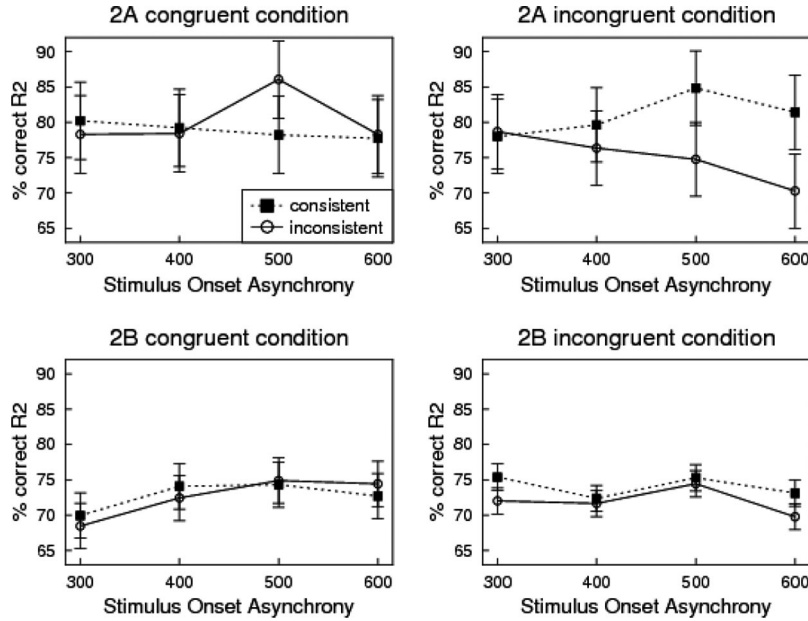 2A congruent condition
90
85
80
75
70
65
% correct R2
consistent
inconsistent
300 400 500 600
Stimulus Onset Asynchrony
2A incongruent condition
90
85
80
75
70
65
% correct R2
300 400 500 600
Stimulus Onset Asynchrony
2B congruent condition
90
85
80
75
70
65
% correct R2
300 400 500 600
Stimulus Onset Asynchrony
2B incongruent condition
90
85
80
75
70
65
% correct R2
300 400 500 600
Stimulus Onset Asynchrony